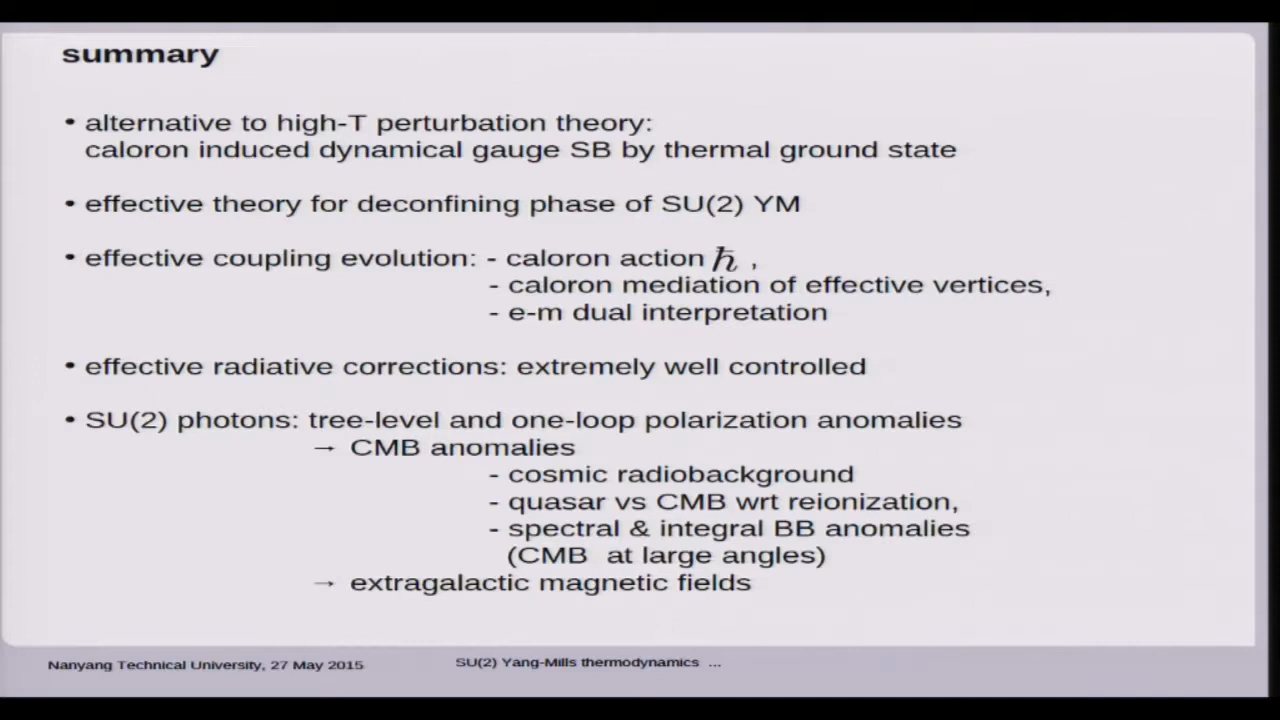 summary
• alternative to high-T perturbation theory:
caloron induced dynamical gauge SB by thermal ground state
• effective theory for deconfining phase of SU(2) YM
• effective coupling evolution: - caloron action ℏ ,
- caloron mediation of effective vertices,
- e-m dual interpretation
• effective radiative corrections: extremely well controlled
• SU(2) photons: tree-level and one-loop polarization anomalies
→ CMB anomalies
- cosmic radiobackground
- quasar vs CMB wrt reionization,
- spectral & integral BB anomalies
(CMB at large angles)
→ extragalactic magnetic fields
Nanyang Technical University, 27 May 2015
SU(2) Yang-Mills thermodynamics ...